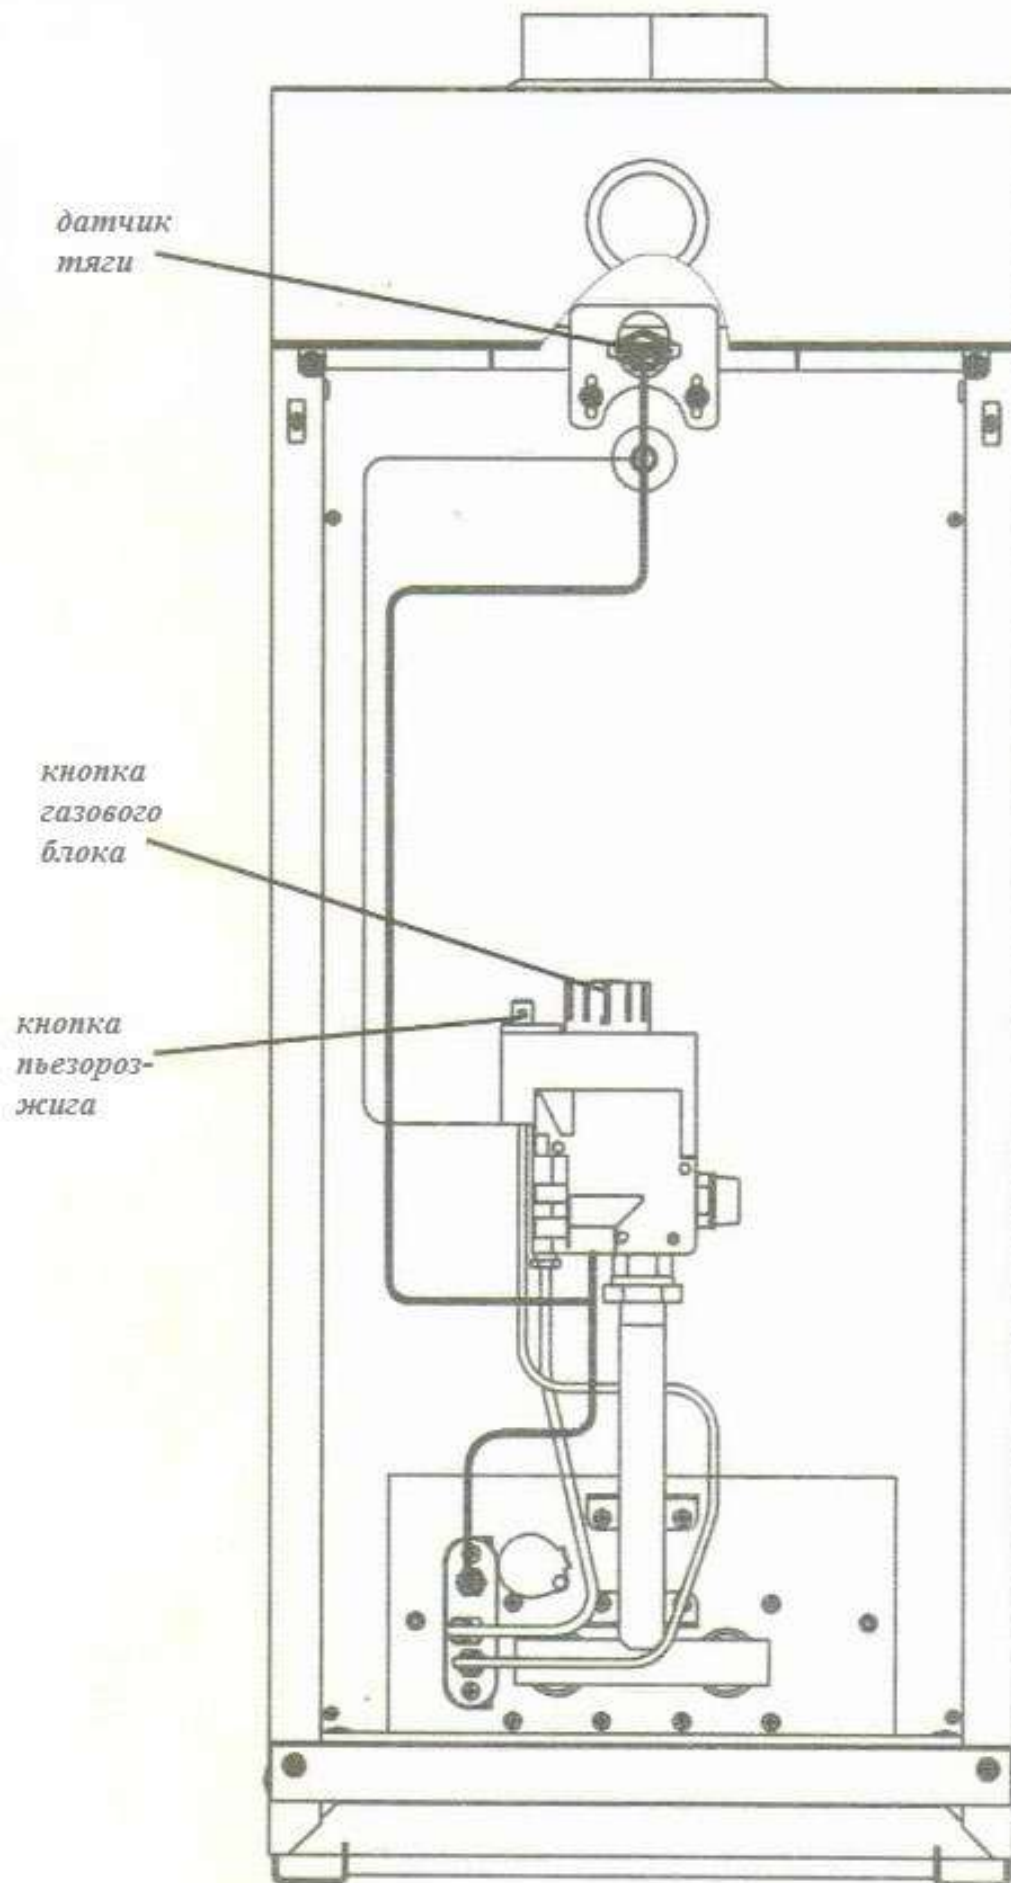 датчик
тяги
кнопка
газового
блока
кнопка
пьезороз-
жига